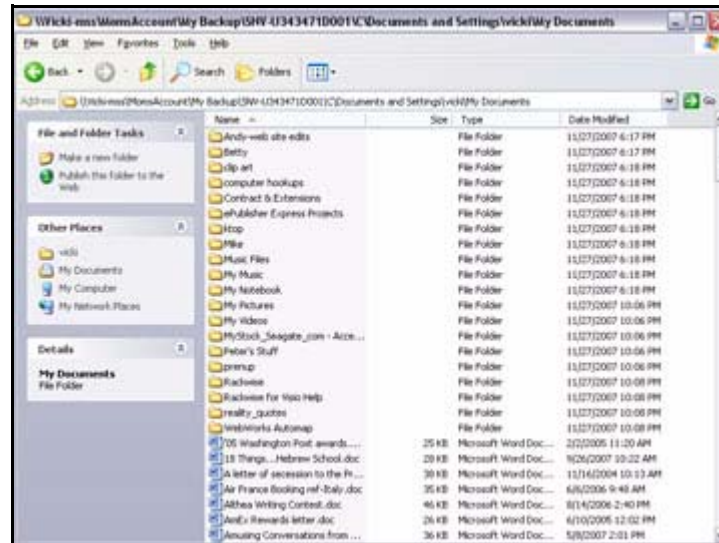 \\Vicki-mss\MomsAccount\My Backup\SHV-U343471D001\C\Documents and Settings\vicki\My Documents
File Edit View Favorites Tools Help
Back Search Folders
Address \\Vicki-mss\MomsAccount\My Backup\SHV-U343471D001\C\Documents and Settings\vicki\My Documents Go
File and Folder Tasks
Make a new folder
Publish this folder to the Web
Other Places
vicki
My Documents
My Computer
My Network Places
Details
My Documents
File Folder
Name Size Type Date Modified
Andy-web site edits File Folder 11/27/2007 6:17 PM
Betty File Folder 11/27/2007 6:17 PM
clip art File Folder 11/27/2007 6:18 PM
computer hookups File Folder 11/27/2007 6:18 PM
Contract & Extensions File Folder 11/27/2007 6:18 PM
ePublisher Express Projects File Folder 11/27/2007 6:18 PM
ktop File Folder 11/27/2007 6:18 PM
Mike File Folder 11/27/2007 6:18 PM
Music Files File Folder 11/27/2007 6:18 PM
My Music File Folder 11/27/2007 6:18 PM
My Notebook File Folder 11/27/2007 6:18 PM
My Pictures File Folder 11/27/2007 10:06 PM
My Videos File Folder 11/27/2007 10:06 PM
MyStock_Seagate_com - Acce... File Folder 11/27/2007 10:06 PM
Peter's Stuff File Folder 11/27/2007 10:06 PM
prenup File Folder 11/27/2007 10:06 PM
Rackwise File Folder 11/27/2007 10:08 PM
Rackwise for Visio Help File Folder 11/27/2007 10:08 PM
reality_quotes File Folder 11/27/2007 10:08 PM
WebWorks Automap File Folder 11/27/2007 10:08 PM
'05 Washington Post awards.... 25 KB Microsoft Word Doc... 2/2/2005 11:20 AM
18 Things...Hebrew School.doc 28 KB Microsoft Word Doc... 9/26/2007 10:22 AM
A letter of secession to the Pr... 30 KB Microsoft Word Doc... 11/16/2004 10:13 AM
Air France Booking ref-Italy.doc 35 KB Microsoft Word Doc... 6/6/2006 9:48 AM
Althea Writing Contest.doc 46 KB Microsoft Word Doc... 8/14/2006 2:40 PM
AmEx Rewards letter.doc 26 KB Microsoft Word Doc... 6/10/2005 12:02 PM
Amusing Conversations from ... 36 KB Microsoft Word Doc... 5/8/2007 2:01 PM